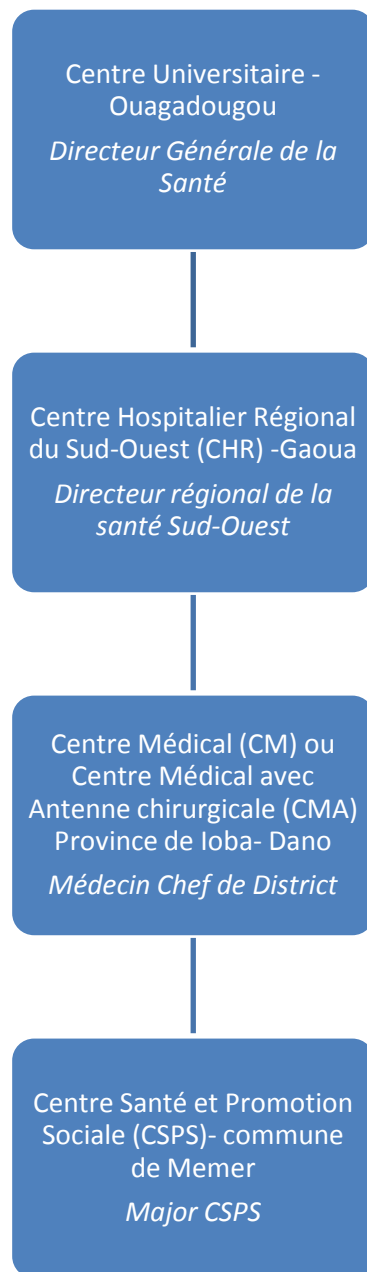 Centre Universitaire -
Ouagadougou
Directeur Générale de la
Santé
Centre Hospitalier Régional
du Sud-Ouest (CHR) -Gaoua
Directeur régional de la
santé Sud-Ouest
Centre Médical (CM) ou
Centre Médical avec
Antenne chirurgicale (CMA)
Province de Ioba- Dano
Médecin Chef de District
Centre Santé et Promotion
Sociale (CSPS)- commune
de Memer
Major CSPS